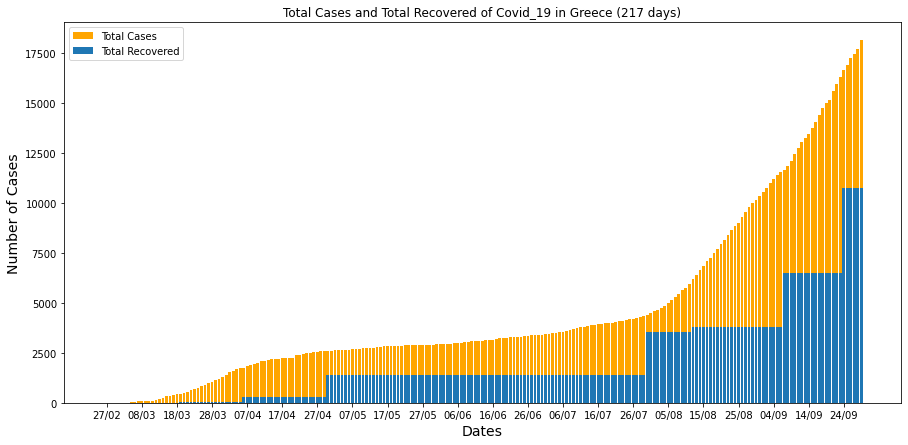 Total Cases and Total Recovered of Covid_19 in Greece (217 days)
Total Cases
Total Recovered
Number of Cases
17500
15000
12500
10000
7500
5000
2500
0
27/02 08/03 18/03 28/03 07/04 17/04 27/04 07/05 17/05 27/05 06/06 16/06 26/06 06/07 16/07 26/07 05/08 15/08 25/08 04/09 14/09 24/09
Dates